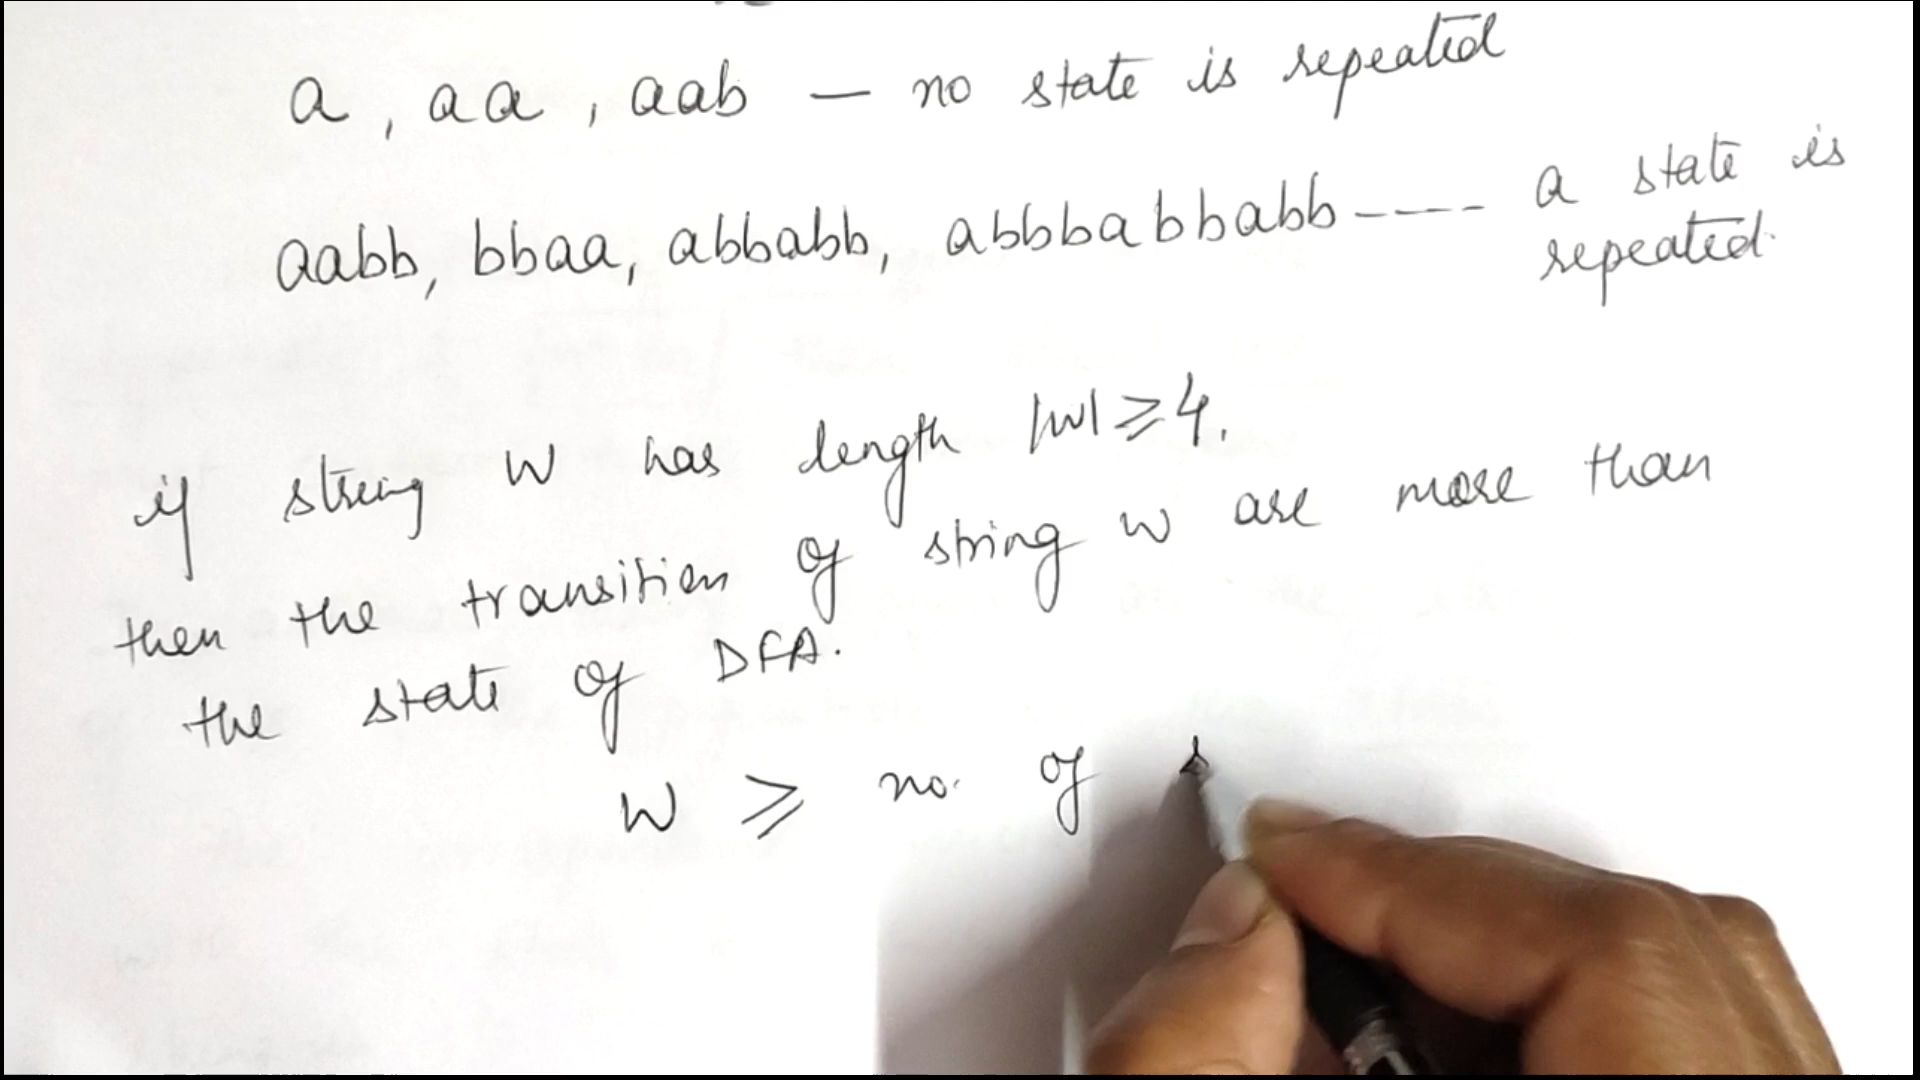 a, aa, aab — no state is repeated
aabb, bbaa, abbabb, abbbabbabb ---- a state is
repeated.
if string w has length |w| ≥ 4.
then the transition of string w are more than
the state of DFA.
w ≥ no. of s